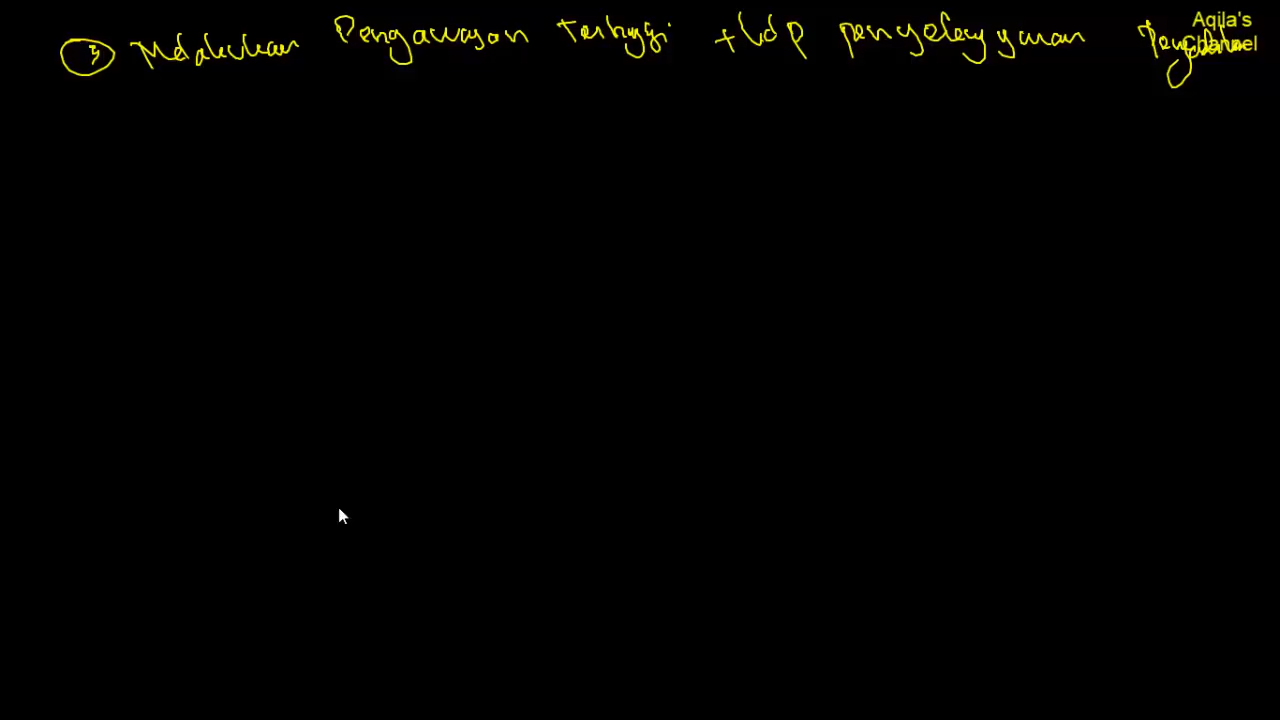 3 Melakukan Pengawasan Tertinggi thdp penyelenggaraan
Aqila's
Channel